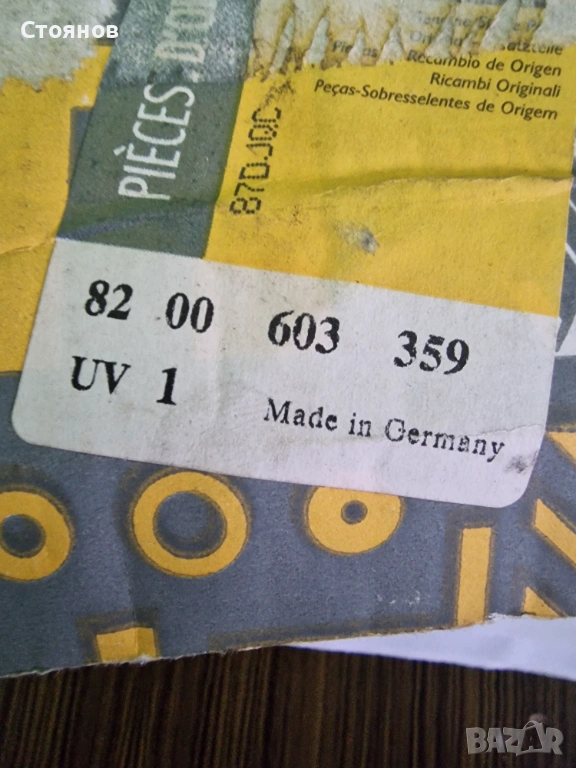 Стоянов
Recambio de Origen
Ricambi Originali
Peças-Sobresselentes de Origem
PIÈCES
82 00 603 359
UV 1
Made in Germany
BAZAR